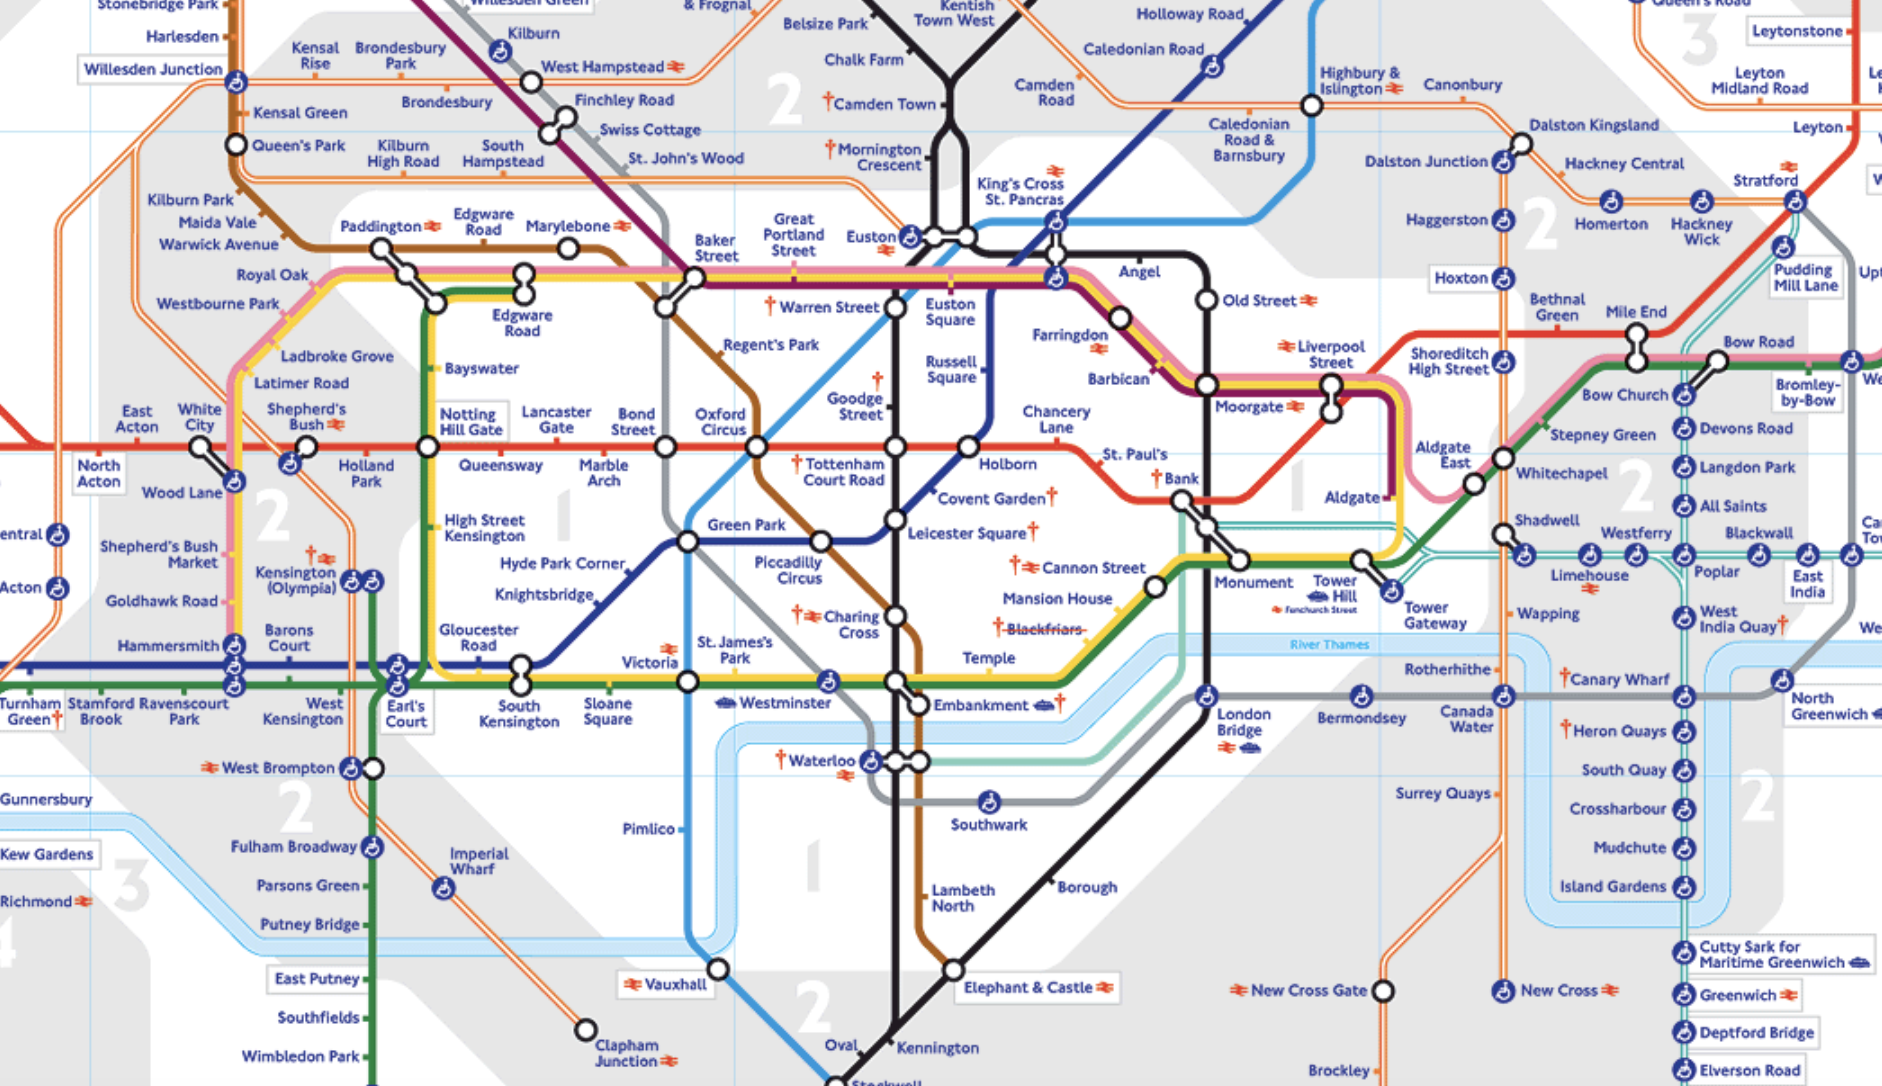 Stonebridge Park
Harlesden
Willesden Junction
Kensal Green
Queen's Park
Kilburn Park
Maida Vale
Warwick Avenue
Royal Oak
Westbourne Park
Ladbroke Grove
Latimer Road
Kensal
Rise
Brondesbury
Park
Brondesbury
Kilburn
High Road
South
Hampstead
Willesden Green
Kilburn
West Hampstead
Finchley Road
Swiss Cottage
St. John's Wood
& Frognal
Belsize Park
Chalk Farm
†Camden Town
†Mornington
Crescent
Kentish
Town West
2
Holloway Road
Caledonian Road
Camden
Road
Caledonian
Road &
Barnsbury
Highbury &
Islington
Canonbury
Dalston Kingsland
Dalston Junction
Hackney Central
Homerton
Hackney
Wick
Stratford
Haggerston
Hoxton
2
3
Queen's Road
Leytonstone
Leyton
Midland Road
Leyton
Pudding
Mill Lane
Paddington
Edgware
Road
Marylebone
Baker
Street
Great
Portland
Street
Euston
King's Cross
St. Pancras
Angel
Old Street
Edgware
Road
†Warren Street
Euston
Square
Farringdon
Barbican
Moorgate
Liverpool
Street
Bethnal
Green
Mile End
Bow Road
Shoreditch
High Street
Bow Church
Bromley-
by-Bow
Bayswater
Regent's Park
Russell
Square
†
Goodge
Street
East
Acton
White
City
Shepherd's
Bush
North
Acton
Wood Lane
Holland
Park
Notting
Hill Gate
Lancaster
Gate
Queensway
Bond
Street
Marble
Arch
Oxford
Circus
†Tottenham
Court Road
Holborn
Chancery
Lane
St. Paul's
†Bank
Aldgate
East
Aldgate
Whitechapel
Stepney Green
Devons Road
Langdon Park
All Saints
2
2
1
1
High Street
Kensington
Green Park
Hyde Park Corner
Knightsbridge
Piccadilly
Circus
Covent Garden†
Leicester Square†
†Cannon Street
Mansion House
†Blackfriars
Monument
Tower
Hill
Fenchurch Street
Tower
Gateway
Shadwell
Limehouse
Westferry
Poplar
Blackwall
East
India
West
India Quay†
Shepherd's Bush
Market
†
Kensington
(Olympia)
Goldhawk Road
Hammersmith
Barons
Court
Gloucester
Road
Victoria
St. James's
Park
†Charing
Cross
Temple
River Thames
Wapping
Rotherhithe
Turnham
Green†
Stamford
Brook
Ravenscourt
Park
West
Kensington
Earl's
Court
South
Kensington
Sloane
Square
Westminster
Embankment†
London
Bridge
Bermondsey
Canada
Water
†Canary Wharf
North
Greenwich
†Heron Quays
South Quay
Crossharbour
Mudchute
Island Gardens
2
West Brompton
†Waterloo
Southwark
Surrey Quays
Gunnersbury
Kew Gardens
Richmond
3
4
2
Fulham Broadway
Parsons Green
Putney Bridge
East Putney
Southfields
Wimbledon Park
Imperial
Wharf
Clapham
Junction
Pimlico
1
Lambeth
North
Borough
Vauxhall
2
Elephant & Castle
Oval
Kennington
Stockwell
New Cross Gate
New Cross
Brockley
Cutty Sark for
Maritime Greenwich
Greenwich
Deptford Bridge
Elverson Road